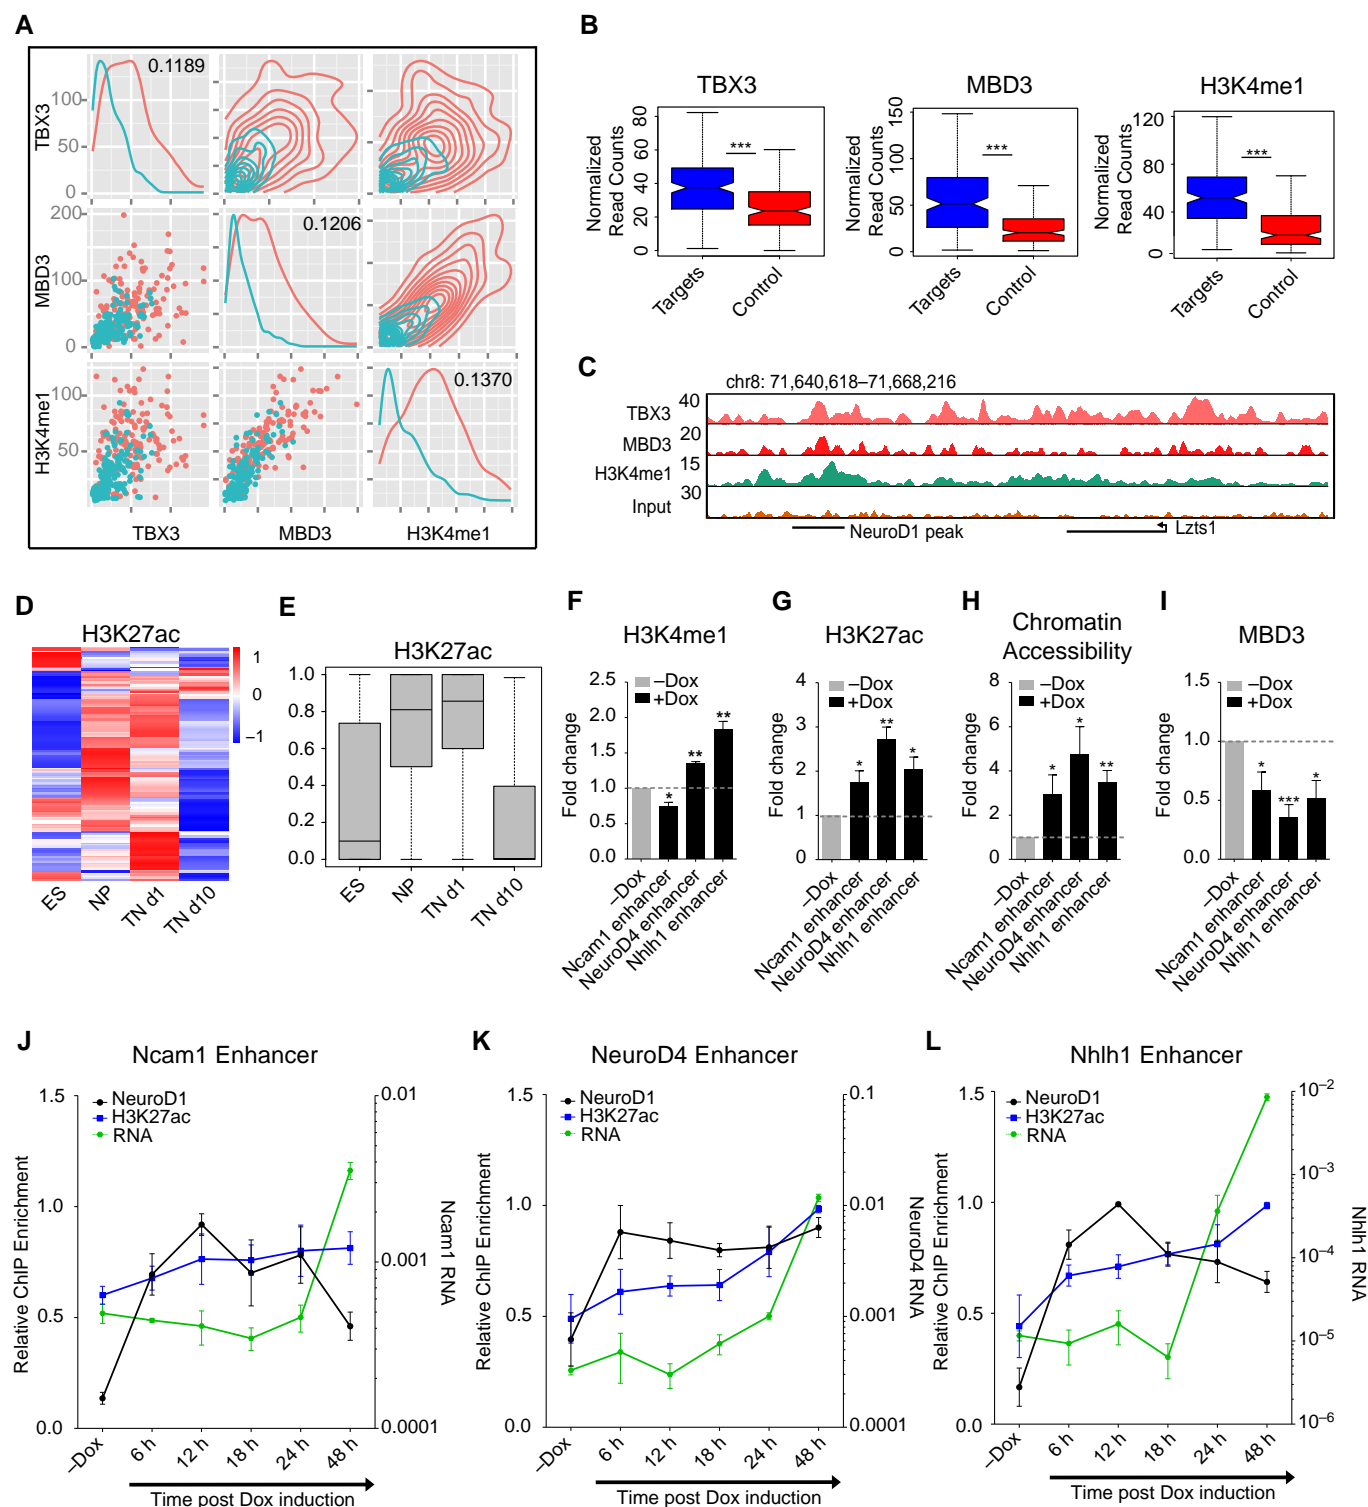 A
TBX3
MBD3
H3K4me1
0.1189
0.1206
0.1370
100
50
0
200
100
0
100
50
TBX3
MBD3
H3K4me1
B
TBX3
Normalized
Read Counts
80
60
40
20
0
***
Targets
Control
MBD3
Normalized
Read Counts
150
100
50
0
***
Targets
Control
H3K4me1
Normalized
Read Counts
120
80
40
0
***
Targets
Control
C
chr8: 71,640,618–71,668,216
TBX3
40
MBD3
20
H3K4me1
15
Input
30
NeuroD1 peak
Lzts1
D
H3K27ac
1
0
−1
ES
NP
TN d1
TN d10
E
H3K27ac
1.0
0.8
0.6
0.4
0.2
0.0
ES
NP
TN d1
TN d10
F
H3K4me1
–Dox
+Dox
Fold change
2.5
2.0
1.5
1.0
0.5
0.0
*
**
**
–Dox
Ncam1 enhancer
NeuroD4 enhancer
Nhlh1 enhancer
G
H3K27ac
–Dox
+Dox
Fold change
4
3
2
1
0
*
**
*
–Dox
Ncam1 enhancer
NeuroD4 enhancer
Nhlh1 enhancer
H
Chromatin
Accessibility
–Dox
+Dox
Fold change
8
6
4
2
0
*
*
**
–Dox
Ncam1 enhancer
NeuroD4 enhancer
Nhlh1 enhancer
I
MBD3
–Dox
+Dox
Fold change
1.5
1.0
0.5
0.0
*
***
*
–Dox
Ncam1 enhancer
NeuroD4 enhancer
Nhlh1 enhancer
J
Ncam1 Enhancer
NeuroD1
H3K27ac
RNA
Relative ChIP Enrichment
1.5
1.0
0.5
0.0
Ncam1 RNA
0.01
0.001
0.0001
–Dox
6 h
12 h
18 h
24 h
48 h
Time post Dox induction
K
NeuroD4 Enhancer
NeuroD1
H3K27ac
RNA
Relative ChIP Enrichment
1.5
1.0
0.5
0.0
NeuroD4 RNA
0.1
0.01
0.001
0.0001
–Dox
6 h
12 h
18 h
24 h
48 h
Time post Dox induction
L
Nhlh1 Enhancer
NeuroD1
H3K27ac
RNA
Relative ChIP Enrichment
1.5
1.0
0.5
0.0
Nhlh1 RNA
10⁻²
10⁻³
10⁻⁴
10⁻⁵
10⁻⁶
–Dox
6 h
12 h
18 h
24 h
48 h
Time post Dox induction